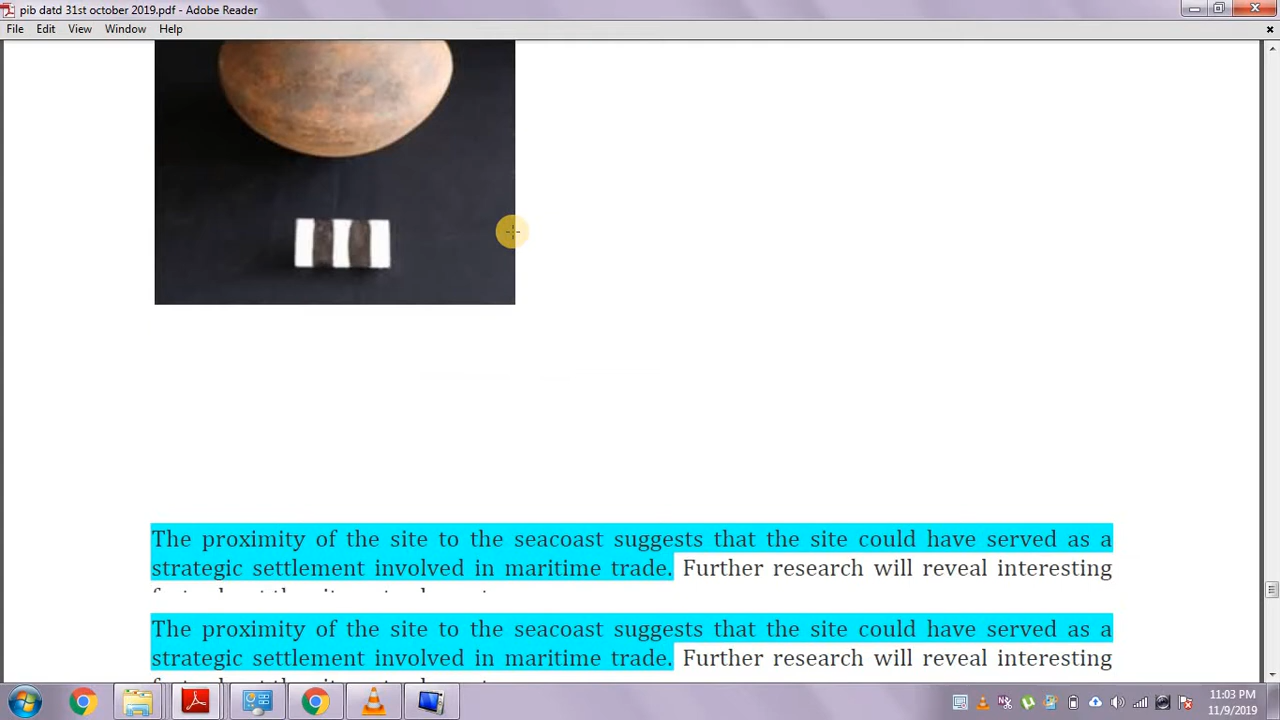 pib datd 31st october 2019.pdf - Adobe Reader
File Edit View Window Help
The proximity of the site to the seacoast suggests that the site could have served as a
strategic settlement involved in maritime trade. Further research will reveal interesting
The proximity of the site to the seacoast suggests that the site could have served as a
strategic settlement involved in maritime trade. Further research will reveal interesting
11:03 PM
11/9/2019